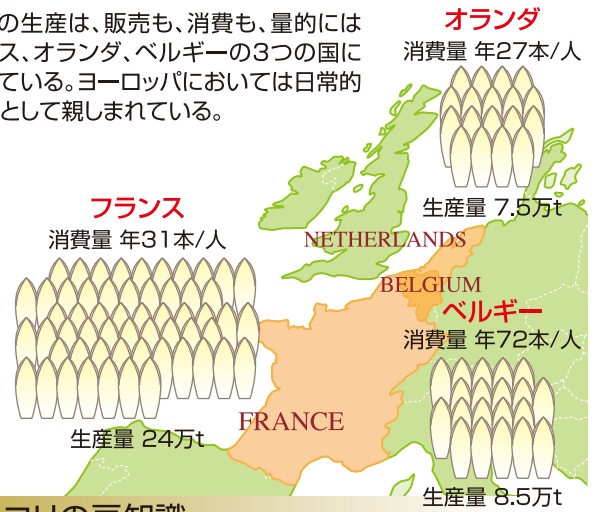 の生産は、販売も、消費も、量的には
ス、オランダ、ベルギーの3つの国に
ている。ヨーロッパにおいては日常的
として親しまれている。
オランダ
消費量 年27本/人
生産量 7.5万t
フランス
消費量 年31本/人
生産量 24万t
NETHERLANDS
BELGIUM
ベルギー
消費量 年72本/人
生産量 8.5万t
FRANCE
コリの豆知識